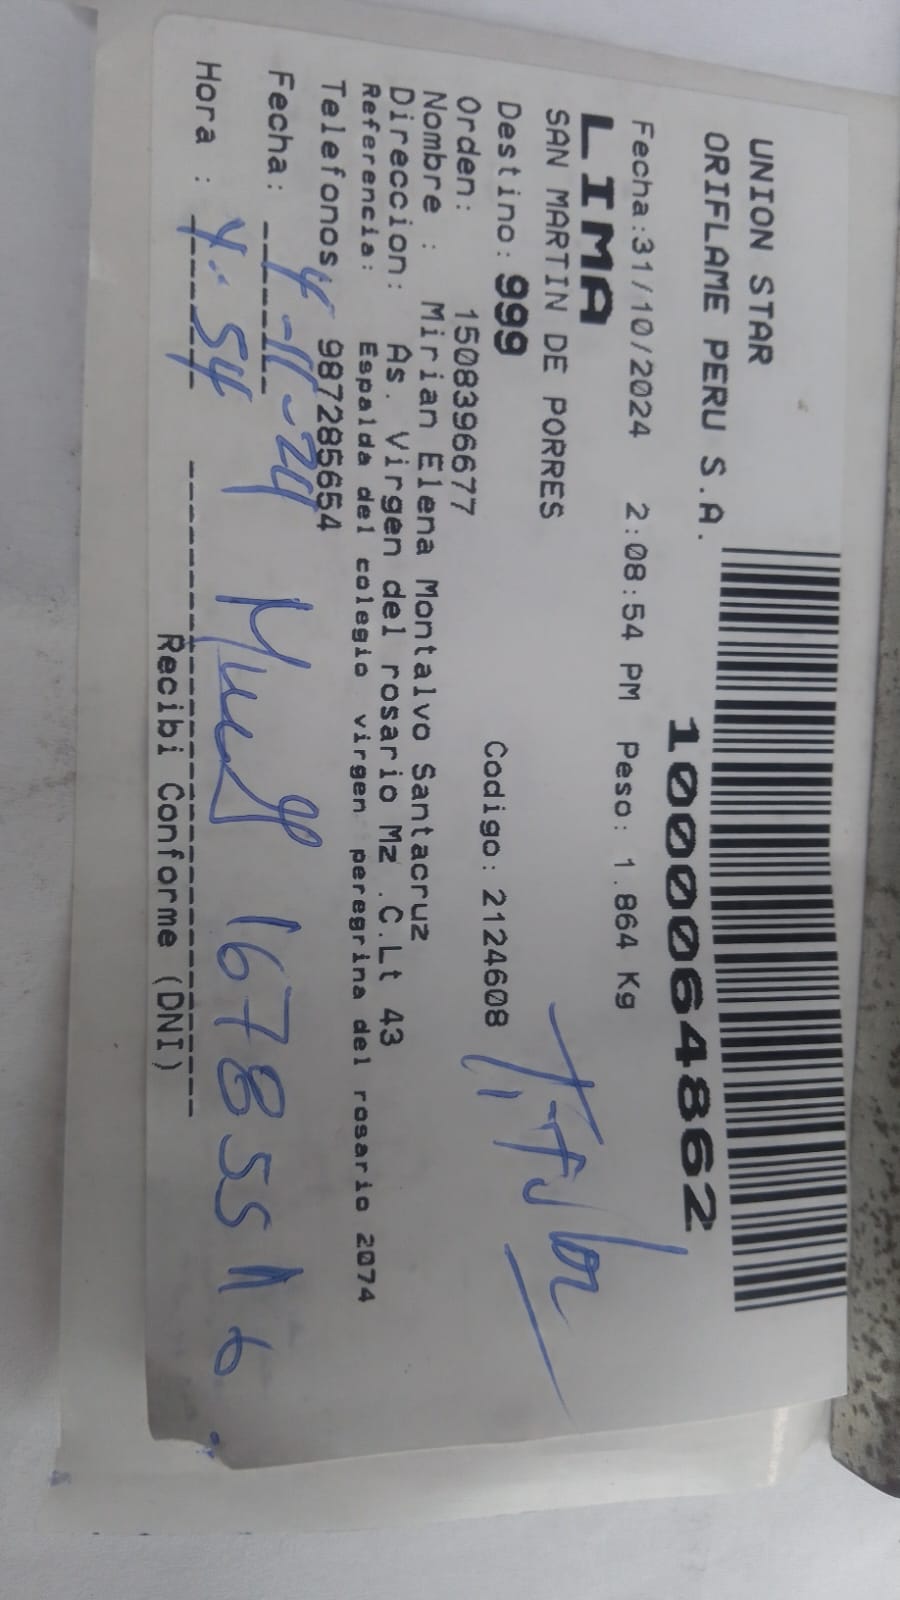 UNION STAR
ORIFLAME PERU S.A.
1000064862
Fecha:31/10/2024 2:08:54 PM Peso: 1.864 Kg
LIMA
SAN MARTIN DE PORRES
Destino: 999 Codigo: 2124608
Orden: 150839677
Nombre : Mirian Elena Montalvo Santacruz
Direccion: As. Virgen del rosario Mz .C.Lt 43
Referencia: Espalda del colegio virgen peregrina del rosario 2074
Telefonos 987285654
Fecha: 4-11-24
Hora : 4:54 16785516
Recibi Conforme (DNI)